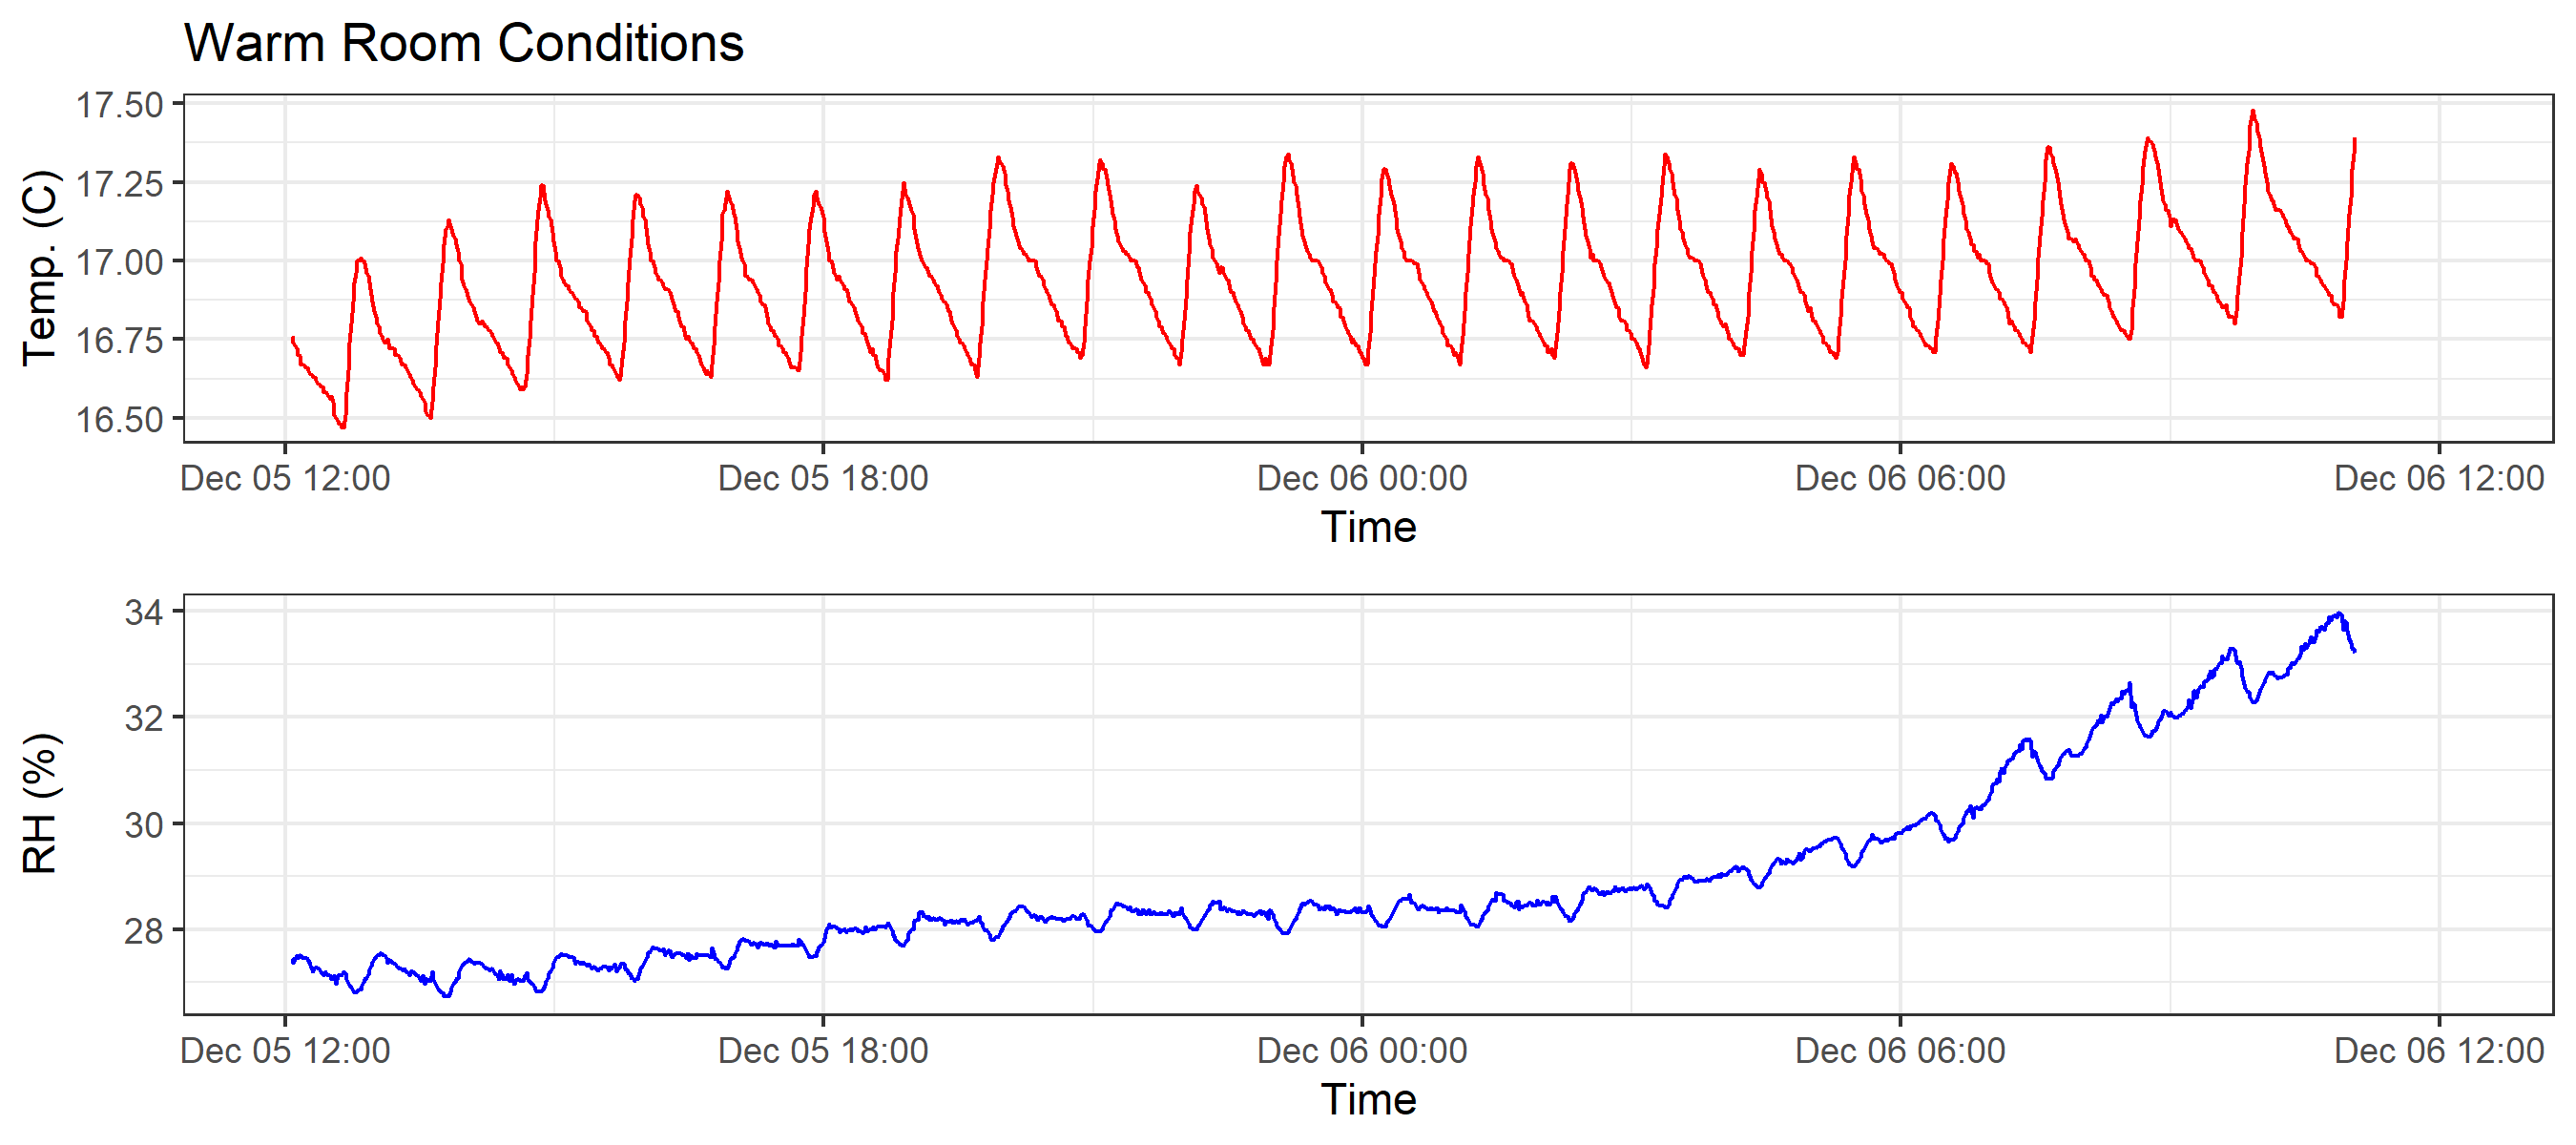 Warm Room Conditions
Temp. (C)
17.50
17.25
17.00
16.75
16.50
Dec 05 12:00 Dec 05 18:00 Dec 06 00:00 Dec 06 06:00 Dec 06 12:00
Time
RH (%)
34
32
30
28
Dec 05 12:00 Dec 05 18:00 Dec 06 00:00 Dec 06 06:00 Dec 06 12:00
Time